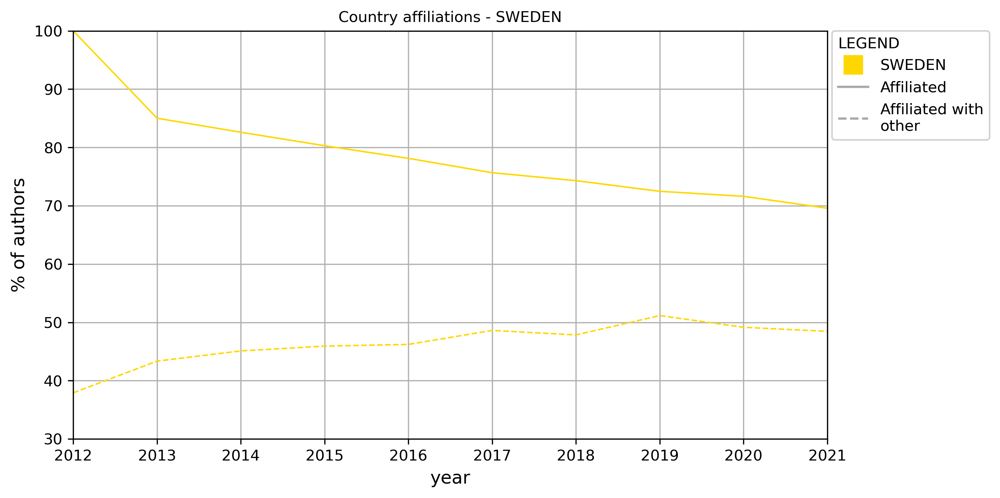 Country affiliations - SWEDEN
100
90
80
70
60
50
40
30
% of authors
2012 2013 2014 2015 2016 2017 2018 2019 2020 2021
year
LEGEND
SWEDEN
Affiliated
Affiliated with
other